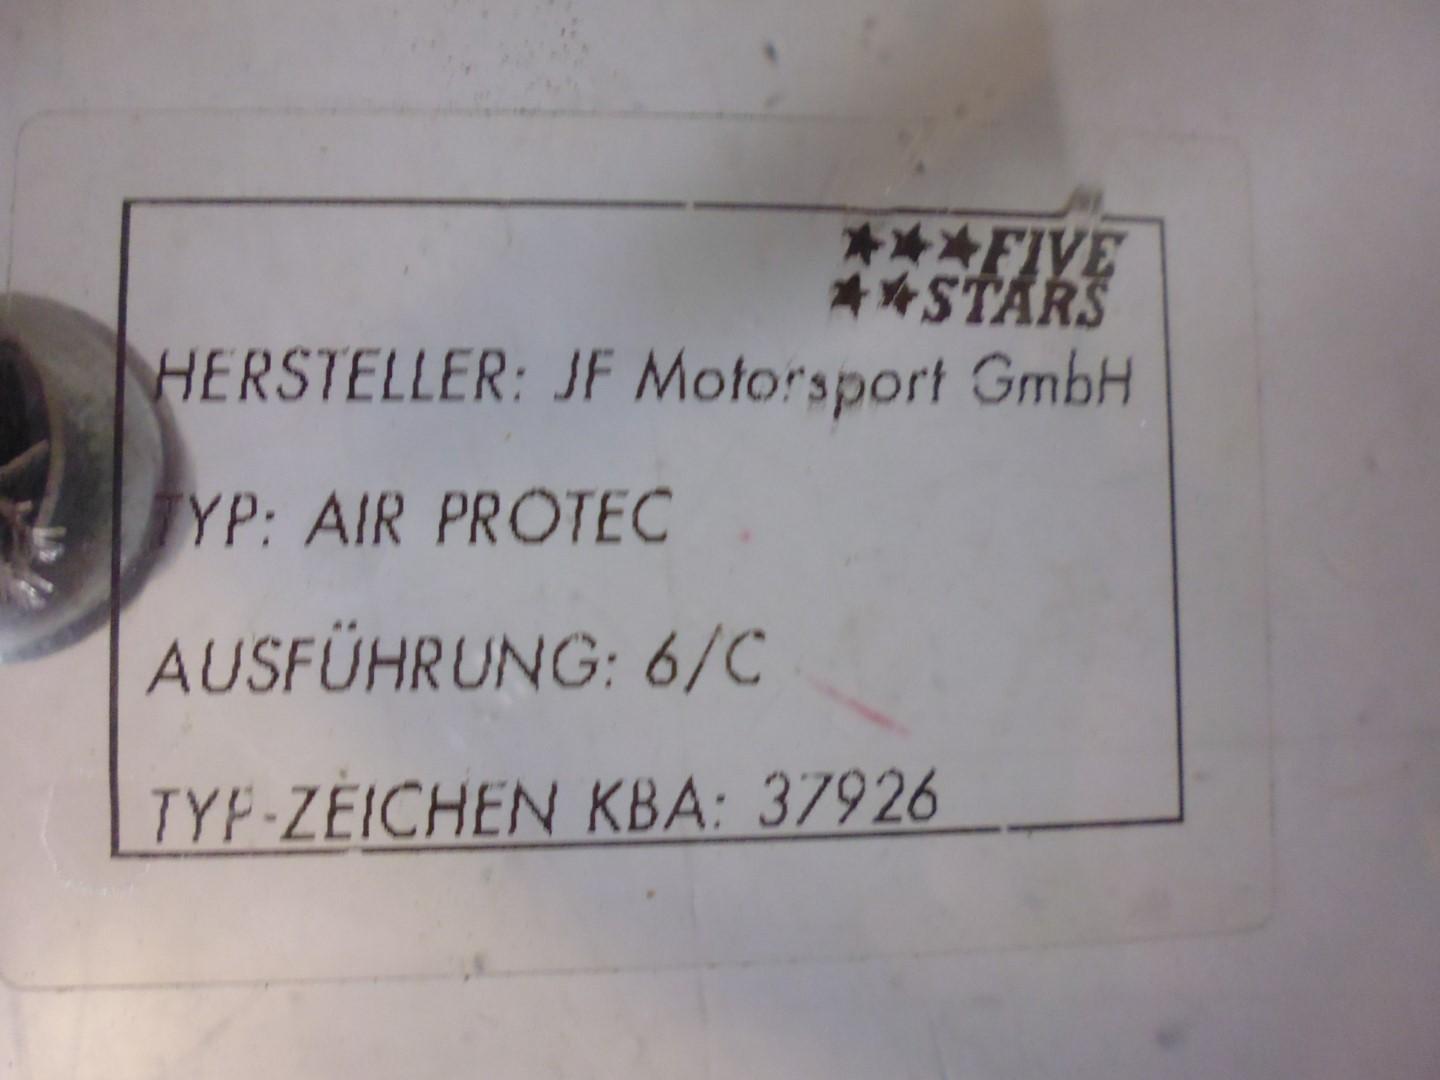 ★★★FIVE
★★STARS
HERSTELLER: JF Motorsport GmbH
TYP: AIR PROTEC
AUSFÜHRUNG: 6/C
TYP-ZEICHEN KBA: 37926